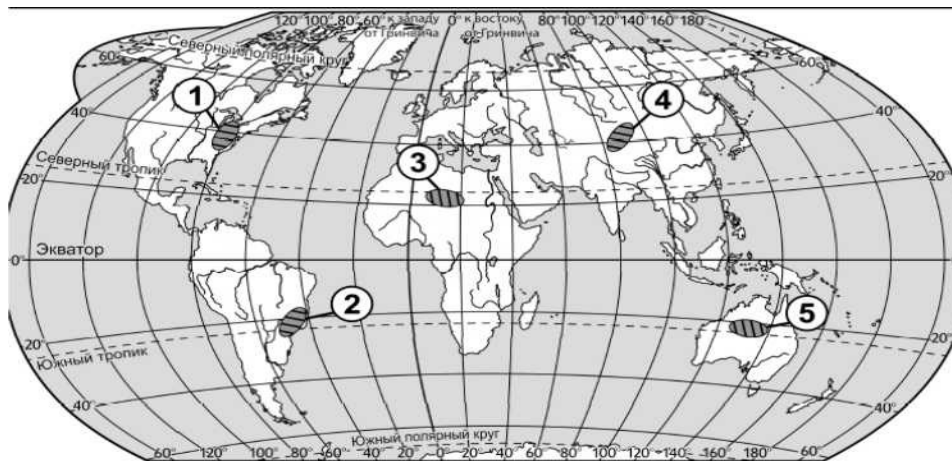 120° 100° 80° 60° к западу 0° к востоку 80° 100° 120° 140° 160° 180°
от Гринвича от Гринвича
Северный полярный круг
60° 60°
1 4
40° 40°
3
Северный тропик
20° 20°
Экватор
0° 0°
2 5
20° 20°
Южный тропик
40° 40°
Южный полярный круг
60° 60°
120° 100° 80° 60° 40° 20° 0° 20° 40° 60° 80° 100° 120° 140° 160°